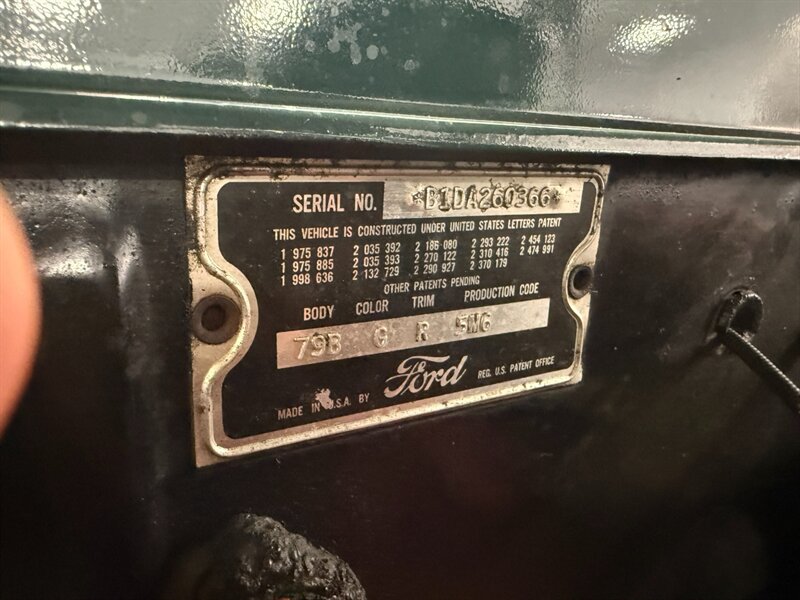 SERIAL NO. *B1DA260366*
THIS VEHICLE IS CONSTRUCTED UNDER UNITED STATES LETTERS PATENT
1 975 837 2 035 392 2 186 080 2 293 222 2 454 123
1 975 885 2 035 393 2 270 122 2 310 416 2 474 991
1 998 636 2 132 729 2 290 927 2 370 179
OTHER PATENTS PENDING
BODY COLOR TRIM PRODUCTION CODE
79B G R 5W6
MADE IN U.S.A. BY Ford REG. U.S. PATENT OFFICE